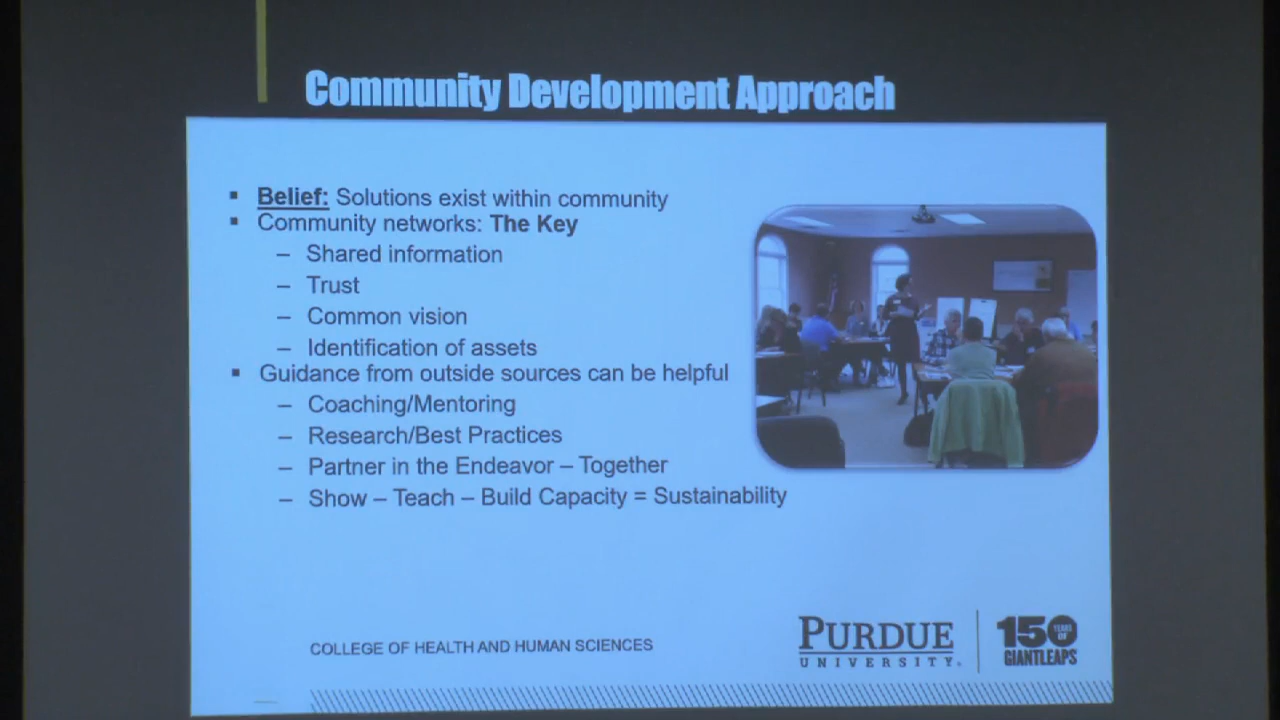 Community Development Approach
▪ Belief: Solutions exist within community
▪ Community networks: The Key
– Shared information
– Trust
– Common vision
– Identification of assets
▪ Guidance from outside sources can be helpful
– Coaching/Mentoring
– Research/Best Practices
– Partner in the Endeavor – Together
– Show – Teach – Build Capacity = Sustainability
COLLEGE OF HEALTH AND HUMAN SCIENCES
PURDUE
UNIVERSITY.
150 YEARS OF
GIANT LEAPS